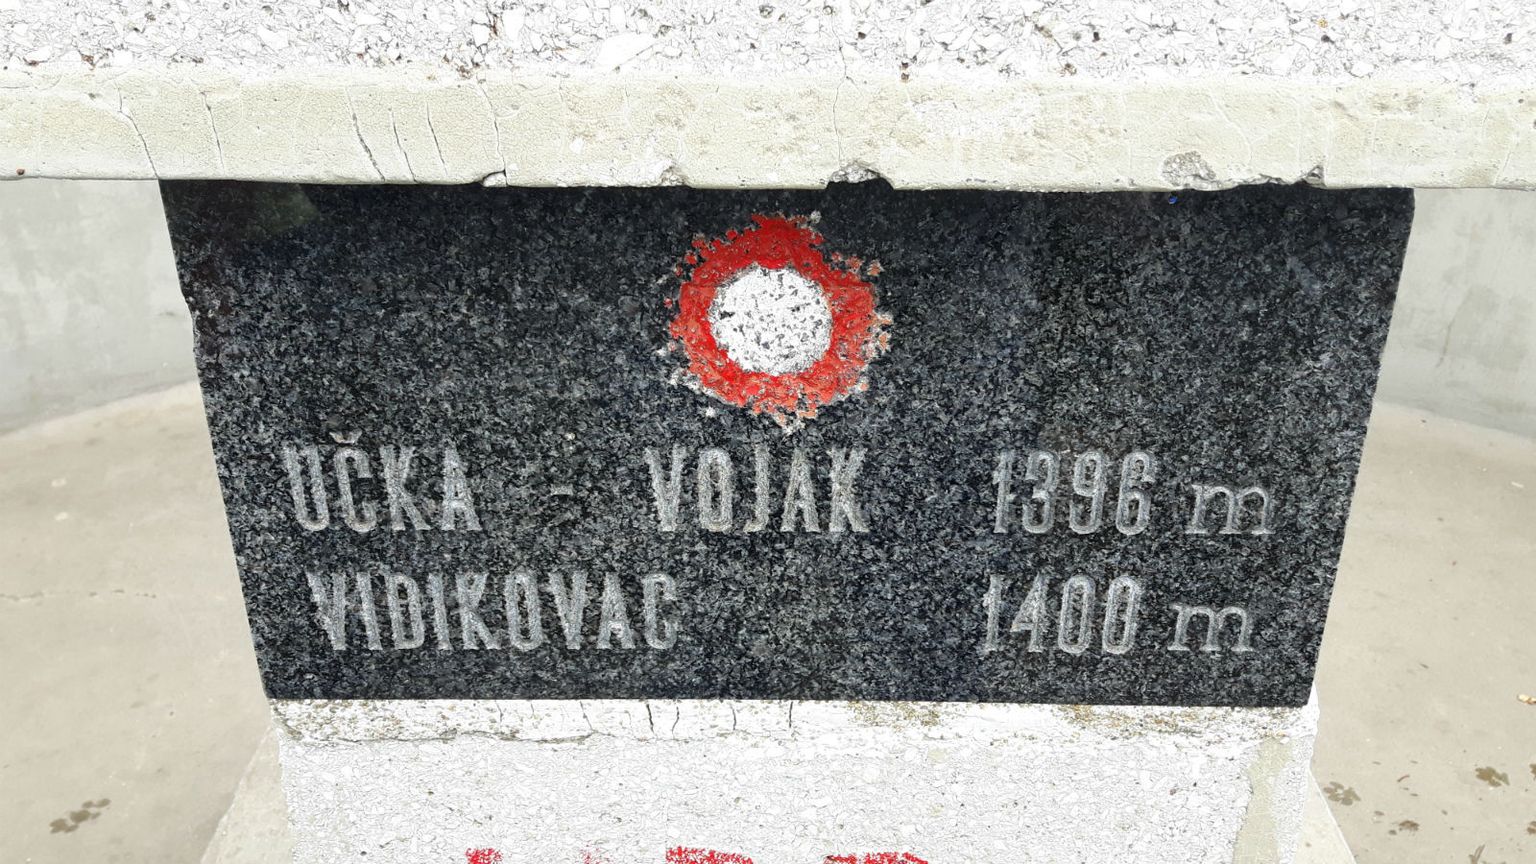 UČKA - VOJAK 1396 m
VIDIKOVAC 1400 m